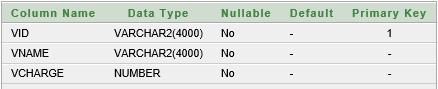 Column Name Data Type Nullable Default Primary Key
VID VARCHAR2(4000) No - 1
VNAME VARCHAR2(4000) No - -
VCHARGE NUMBER No - -